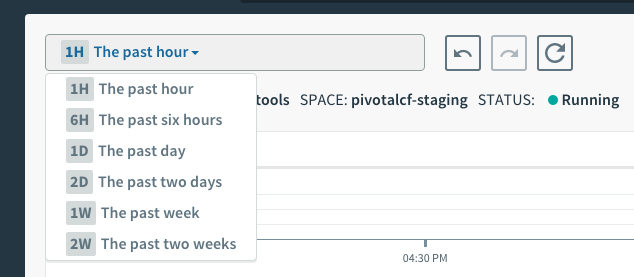 1H The past hour
1H The past hour
tools SPACE: pivotalcf-staging STATUS: Running
6H The past six hours
1D The past day
2D The past two days
1W The past week
2W The past two weeks
04:30 PM